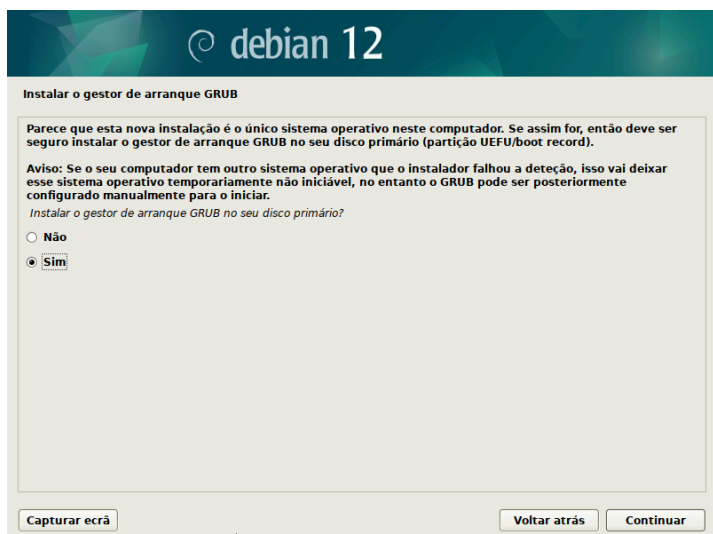 debian 12
Instalar o gestor de arranque GRUB
Parece que esta nova instalação é o único sistema operativo neste computador. Se assim for, então deve ser
seguro instalar o gestor de arranque GRUB no seu disco primário (partição UEFU/boot record).
Aviso: Se o seu computador tem outro sistema operativo que o instalador falhou a deteção, isso vai deixar
esse sistema operativo temporariamente não iniciável, no entanto o GRUB pode ser posteriormente
configurado manualmente para o iniciar.
Instalar o gestor de arranque GRUB no seu disco primário?
Não
Sim
Capturar ecrã
Voltar atrás
Continuar